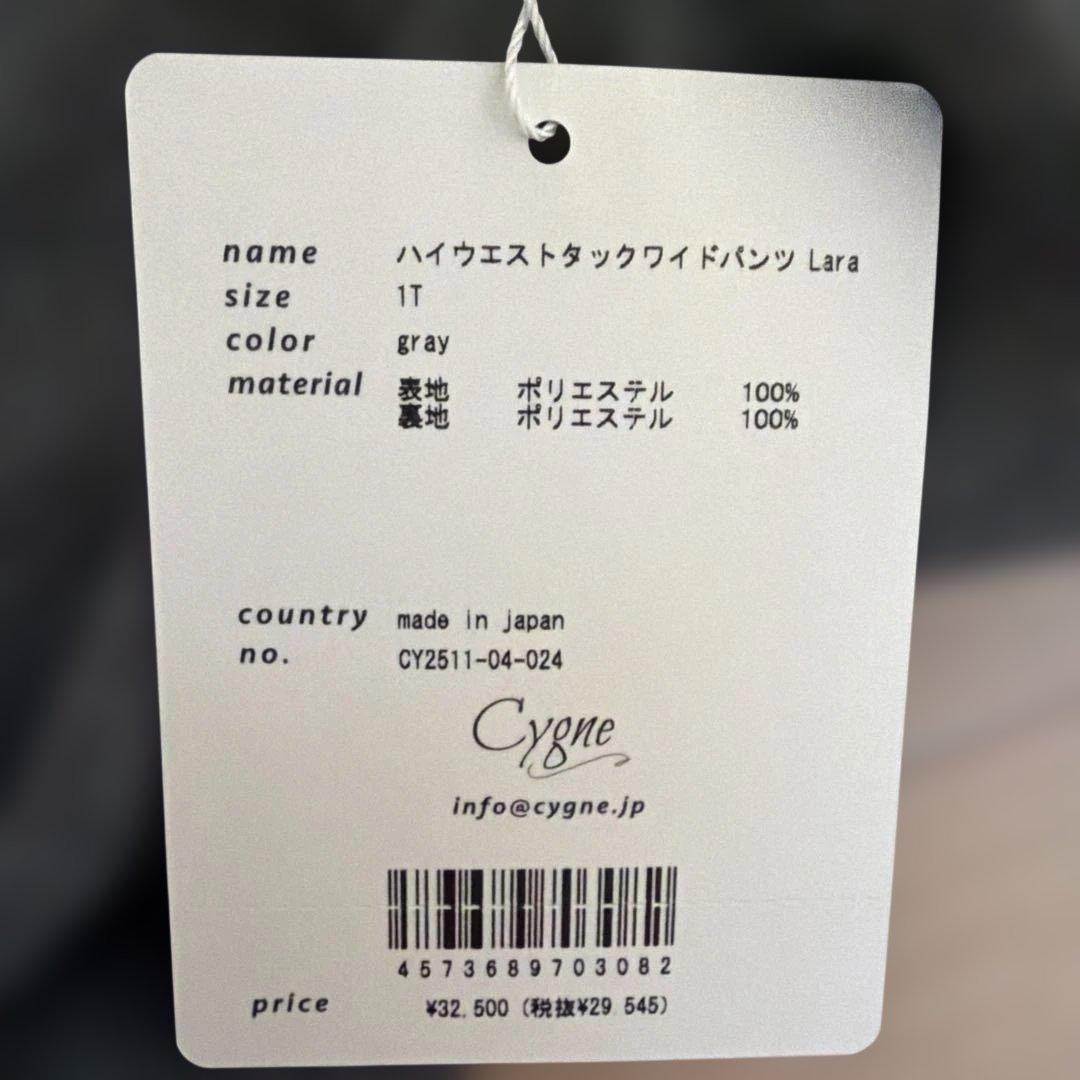 name ハイウエストタックワイドパンツ Lara
size 1T
color gray
material 表地 ポリエステル 100%
裏地 ポリエステル 100%
country made in japan
no. CY2511-04-024
Cygne
info@cygne.jp
4573689703082
price ¥32,500 (税抜¥29,545)